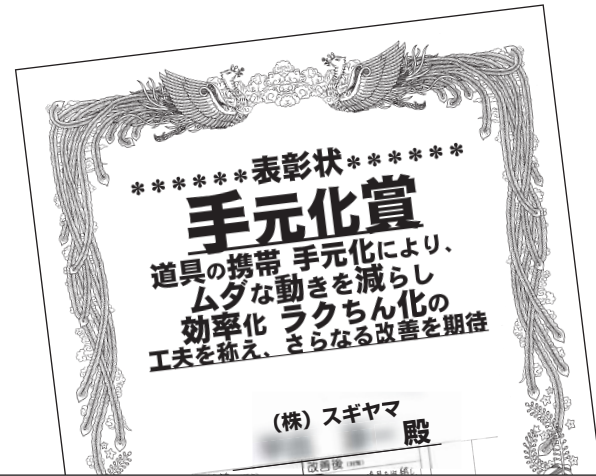 ******表彰状******
手元化賞
道具の携帯 手元化により、
ムダな動きを減らし
効率化 ラクちん化の
工夫を称え、さらなる改善を期待
（株）スギヤマ
殿
改善後